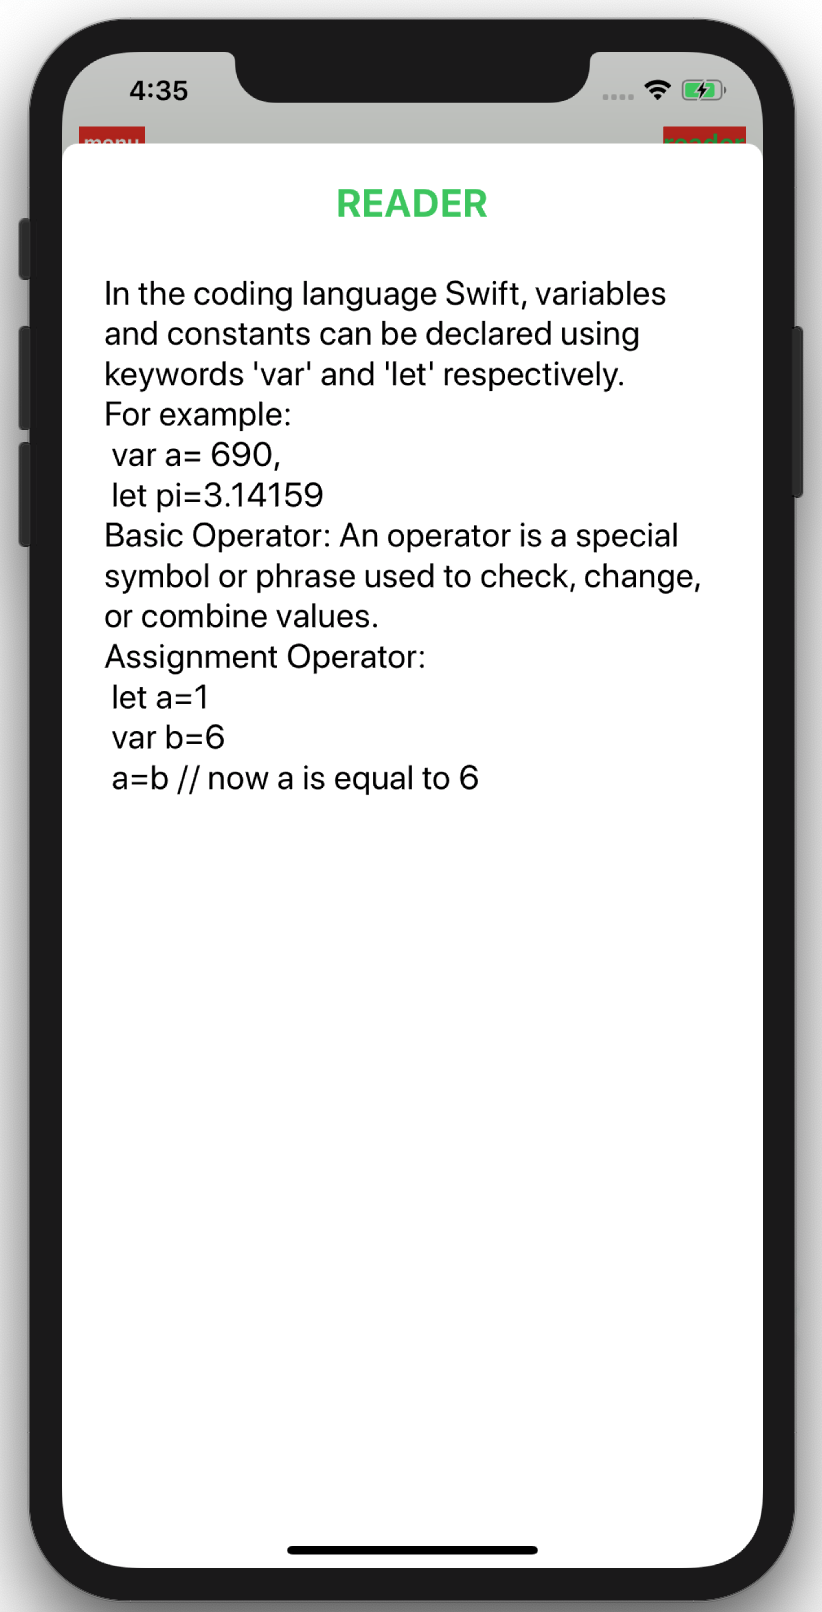 4:35
menu
reader
READER
In the coding language Swift, variables
and constants can be declared using
keywords 'var' and 'let' respectively.
For example:
var a= 690,
let pi=3.14159
Basic Operator: An operator is a special
symbol or phrase used to check, change,
or combine values.
Assignment Operator:
let a=1
var b=6
a=b // now a is equal to 6